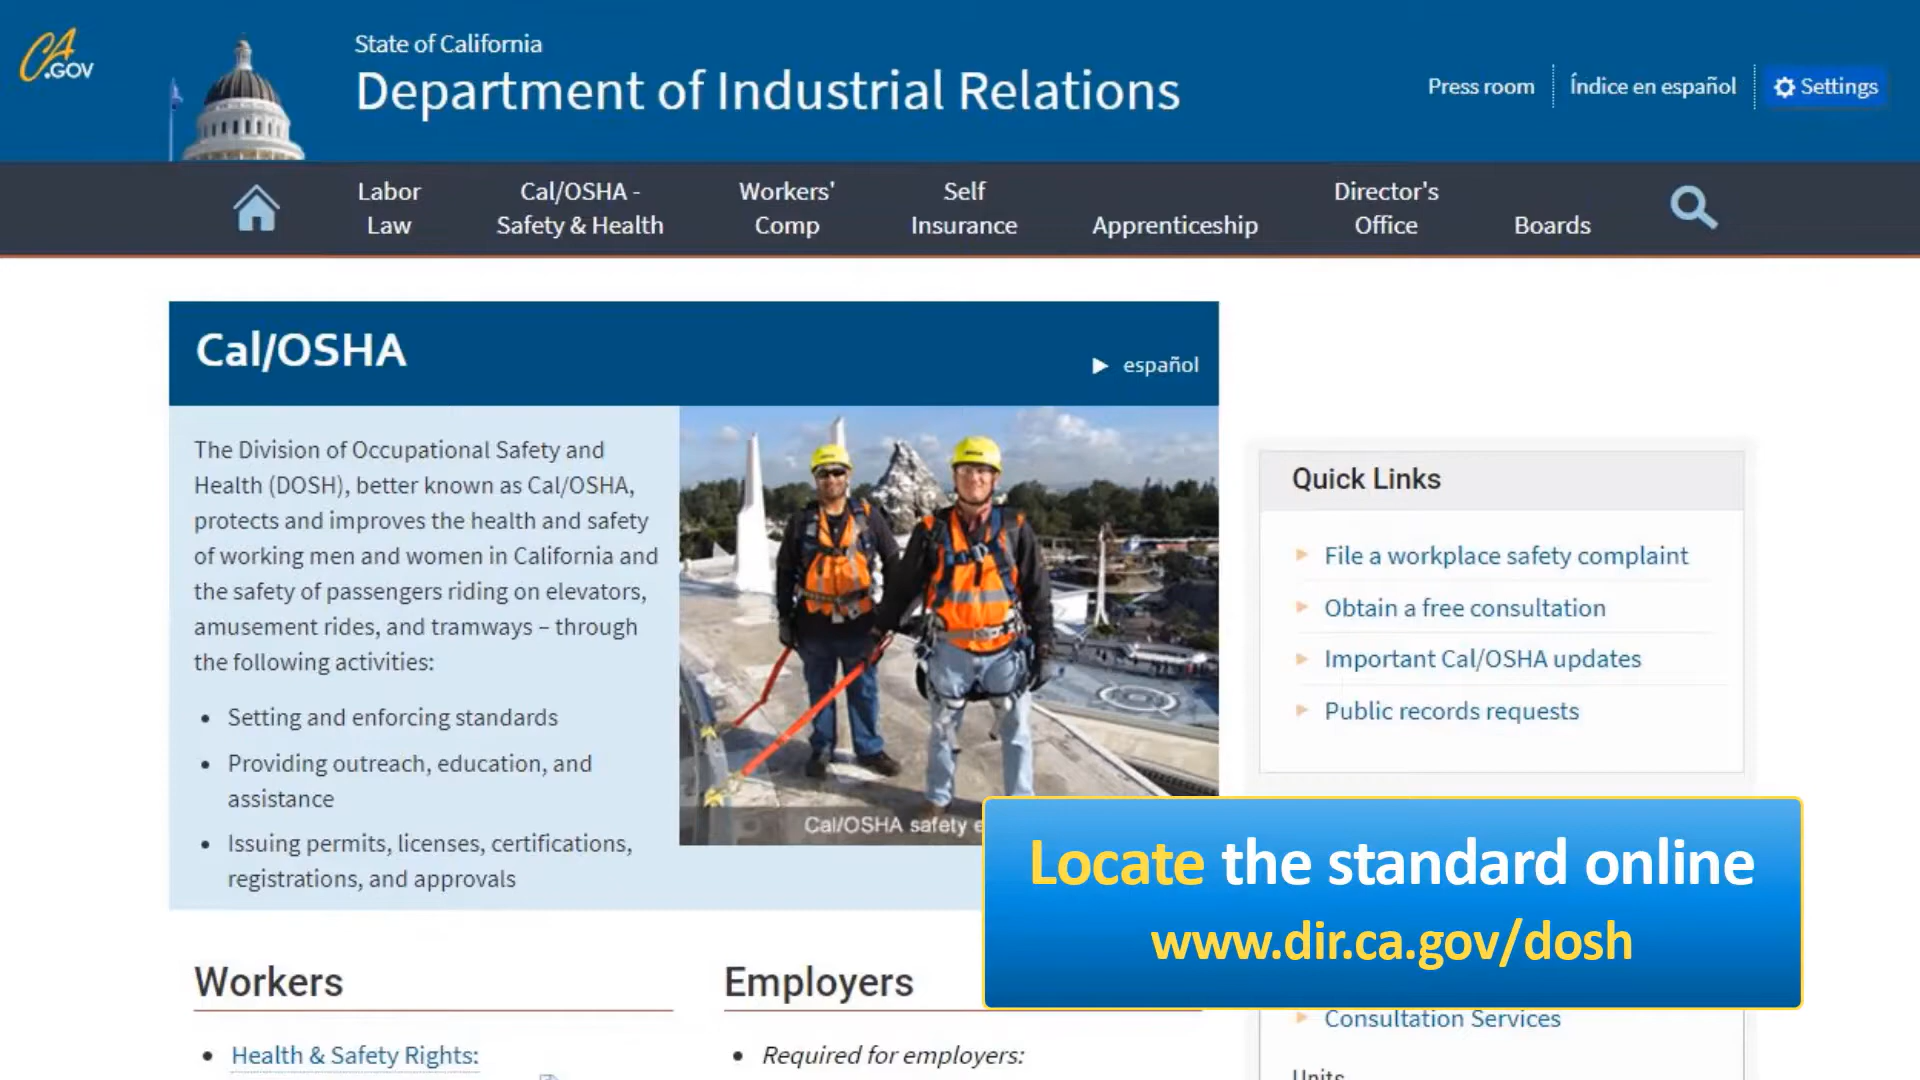 CA
.GOV
State of California
Department of Industrial Relations
Press room
Índice en español
Settings
Labor
Law
Cal/OSHA -
Safety & Health
Workers'
Comp
Self
Insurance
Apprenticeship
Director's
Office
Boards
Cal/OSHA
español
The Division of Occupational Safety and
Health (DOSH), better known as Cal/OSHA,
protects and improves the health and safety
of working men and women in California and
the safety of passengers riding on elevators,
amusement rides, and tramways – through
the following activities:
• Setting and enforcing standards
• Providing outreach, education, and
assistance
• Issuing permits, licenses, certifications,
registrations, and approvals
Cal/OSHA safety
Quick Links
File a workplace safety complaint
Obtain a free consultation
Important Cal/OSHA updates
Public records requests
Locate the standard online
www.dir.ca.gov/dosh
Workers
• Health & Safety Rights:
Employers
• Required for employers:
Consultation Services
Units